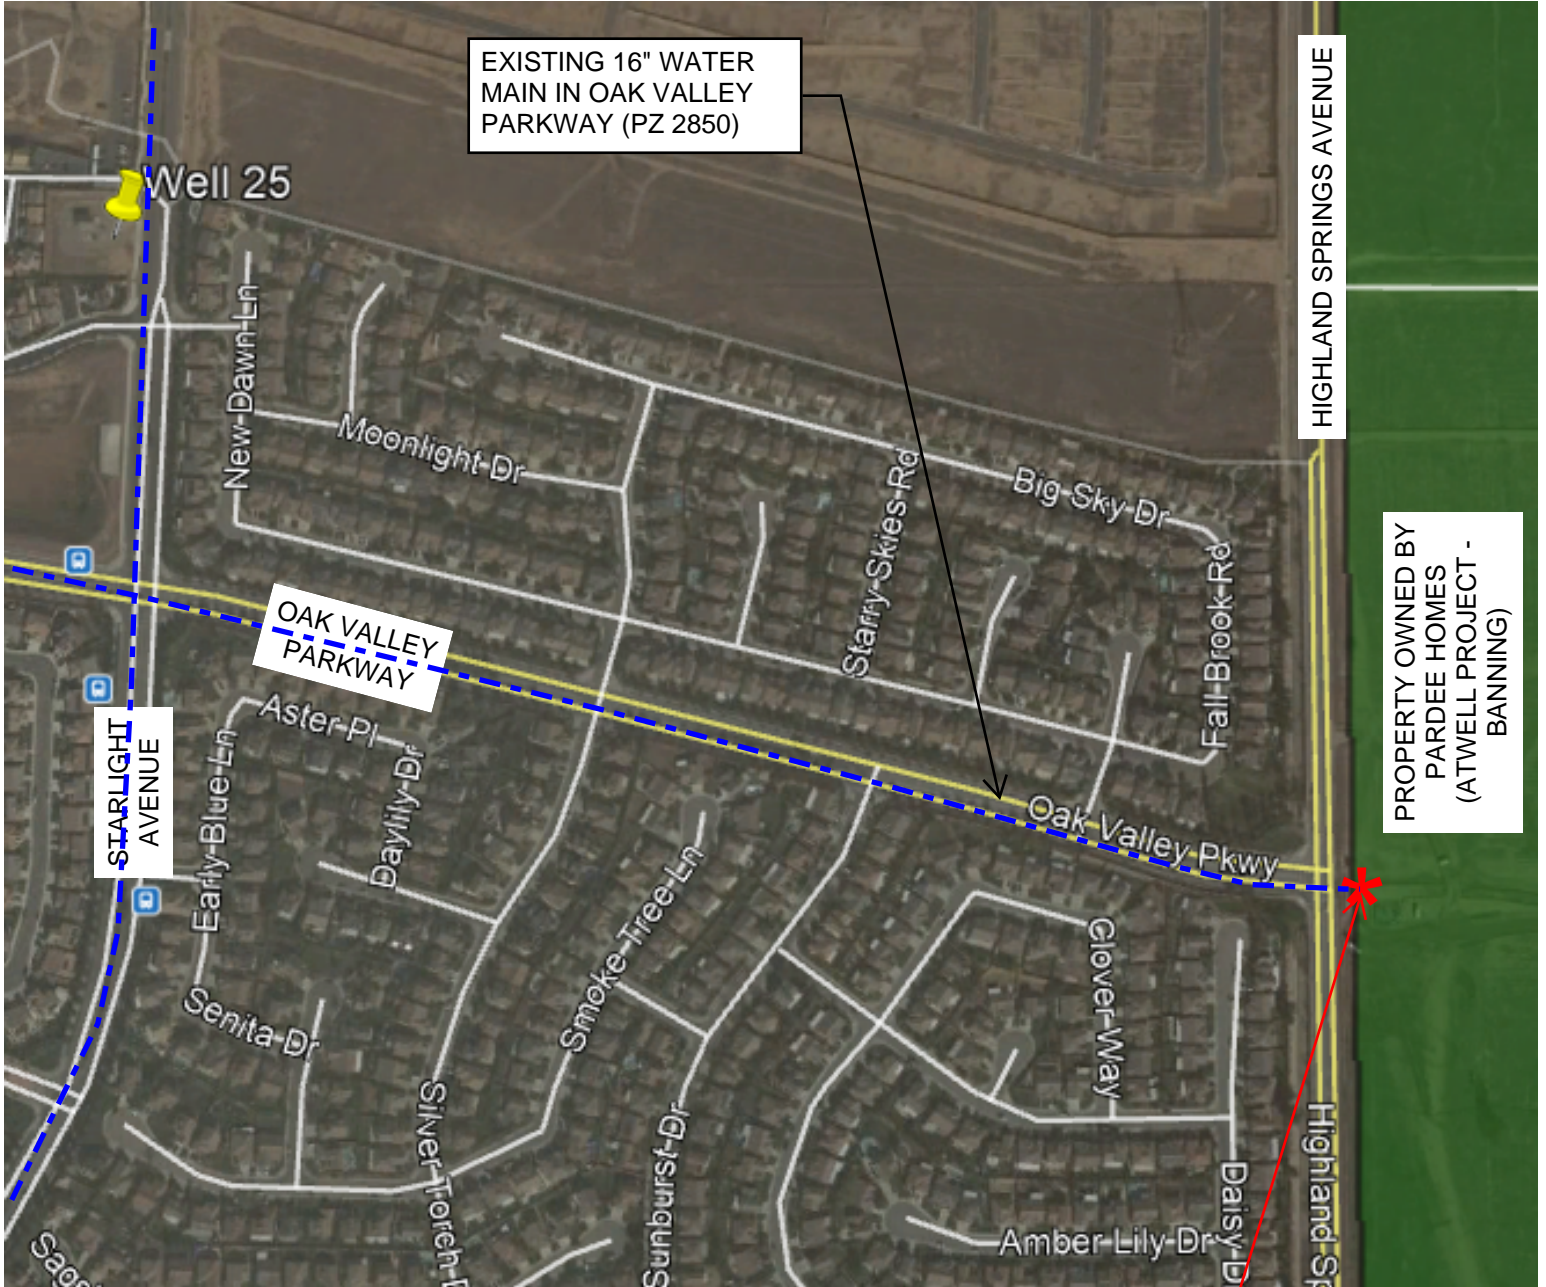 EXISTING 16" WATER
MAIN IN OAK VALLEY
PARKWAY (PZ 2850)
HIGHLAND SPRINGS AVENUE
Well 25
New Dawn Ln
Moonlight Dr
Starry Skies Rd
Big Sky Dr
Fall Brook Rd
PROPERTY OWNED BY
PARDEE HOMES
(ATWELL PROJECT -
BANNING)
OAK VALLEY
PARKWAY
STARLIGHT
AVENUE
Aster Pl
Early Blue Ln
Daylily Dr
Oak Valley Pkwy
Smoke Tree Ln
Clover Way
Senita Dr
Silver Torch
Sunburst Dr
Highland Sp
Daisy D
Amber Lily Dr
Sage